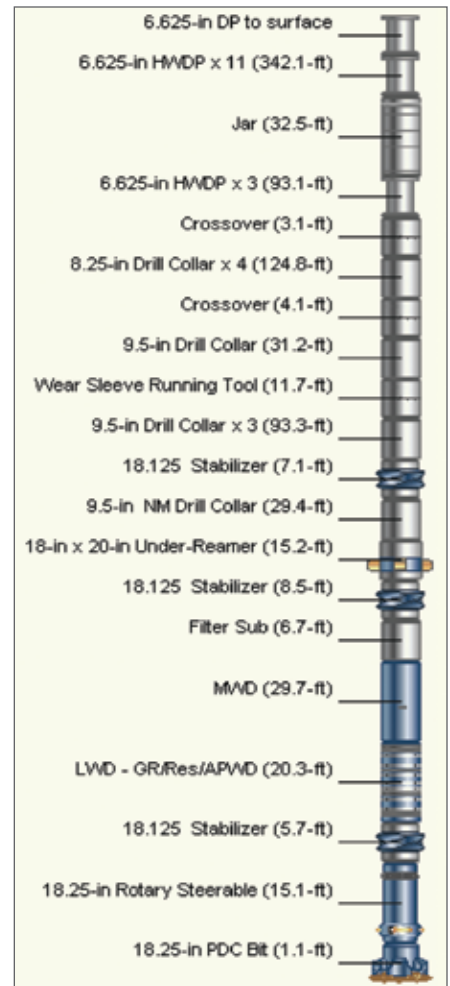 6.625-in DP to surface
6.625-in HWDP x 11 (342.1-ft)
Jar (32.5-ft)
6.625-in HWDP x 3 (93.1-ft)
Crossover (3.1-ft)
8.25-in Drill Collar x 4 (124.8-ft)
Crossover (4.1-ft)
9.5-in Drill Collar (31.2-ft)
Wear Sleeve Running Tool (11.7-ft)
9.5-in Drill Collar x 3 (93.3-ft)
18.125 Stabilizer (7.1-ft)
9.5-in NM Drill Collar (29.4-ft)
18-in x 20-in Under-Reamer (15.2-ft)
18.125 Stabilizer (8.5-ft)
Filter Sub (6.7-ft)
MWD (29.7-ft)
LWD - GR/Res/APWD (20.3-ft)
18.125 Stabilizer (5.7-ft)
18.25-in Rotary Steerable (15.1-ft)
18.25-in PDC Bit (1.1-ft)